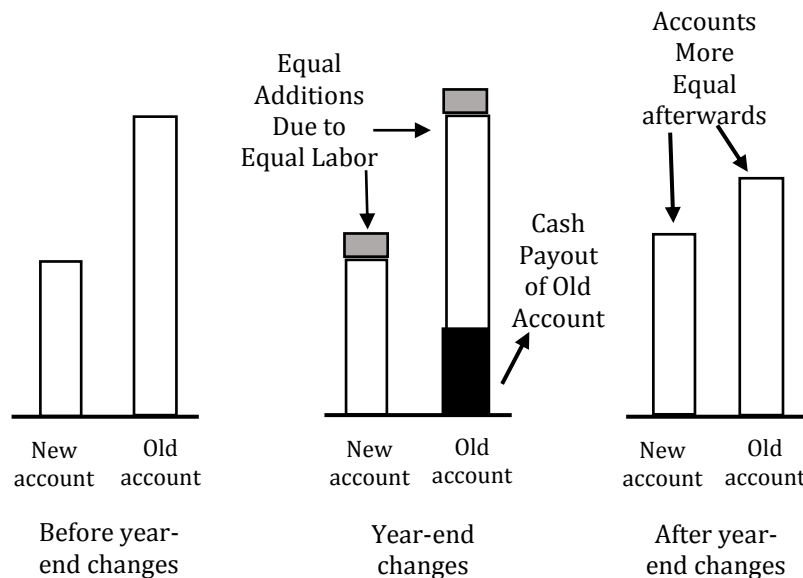 Equal
Additions
Due to
Equal Labor
Accounts
More
Equal
afterwards
Cash
Payout
of Old
Account
New
account
Old
account
New
account
Old
account
New
account
Old
account
Before year-
end changes
Year-end
changes
After year-
end changes